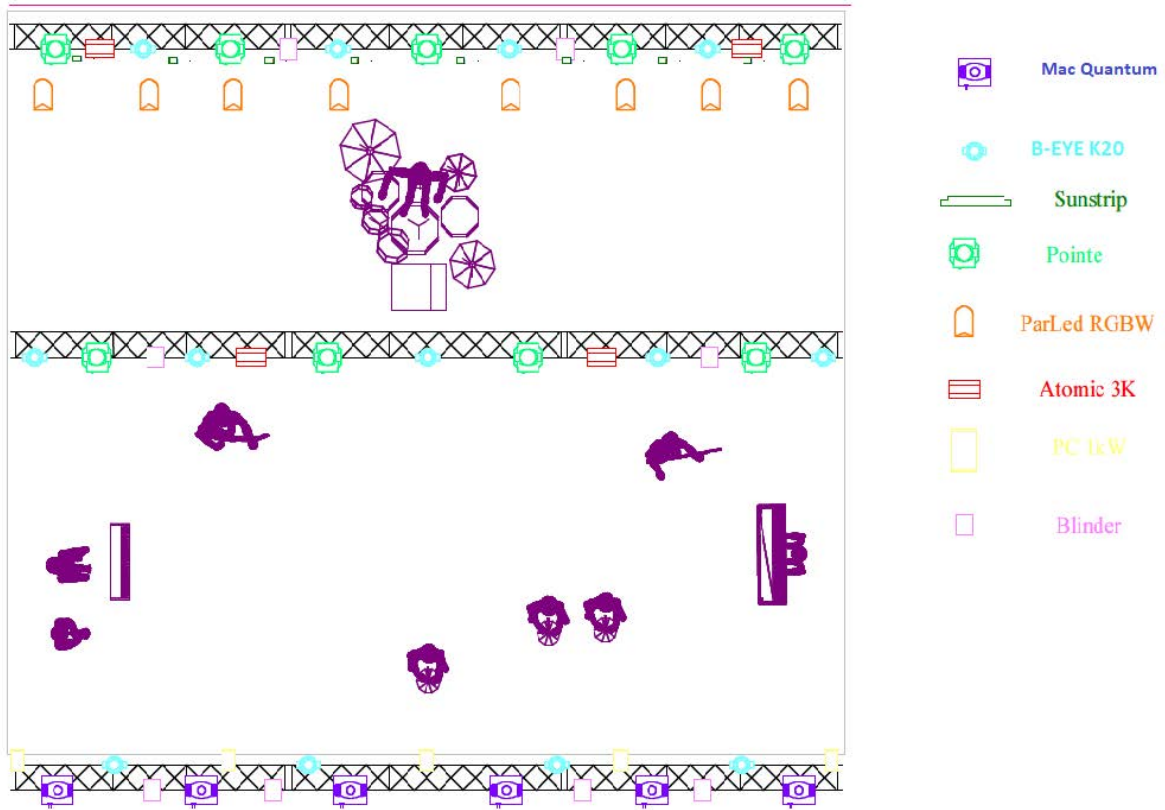 Mac Quantum
B-EYE K20
Sunstrip
Pointe
ParLed RGBW
Atomic 3K
PC 1kW
Blinder